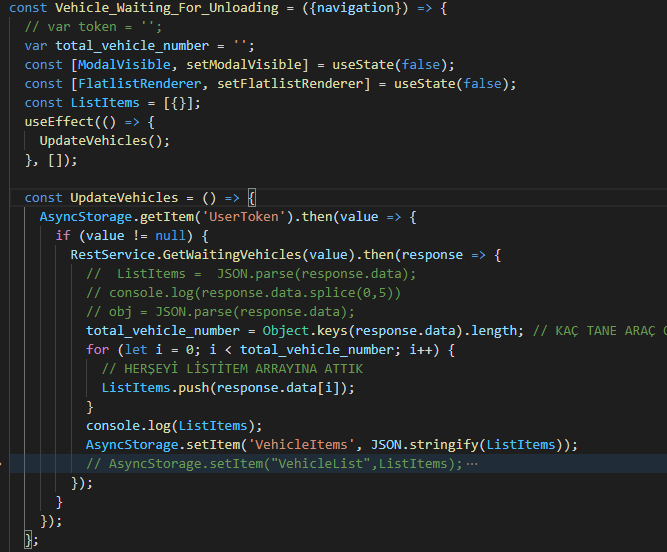 const Vehicle_Waiting_For_Unloading = ({navigation}) => {
// var token = '';
var total_vehicle_number = '';
const [ModalVisible, setModalVisible] = useState(false);
const [FlatlistRenderer, setFlatlistRenderer] = useState(false);
const ListItems = [{}];
useEffect(() => {
UpdateVehicles();
}, []);
const UpdateVehicles = () => {
AsyncStorage.getItem('UserToken').then(value => {
if (value != null) {
RestService.GetWaitingVehicles(value).then(response => {
//  ListItems =  JSON.parse(response.data);
// console.log(response.data.splice(0,5))
// obj = JSON.parse(response.data);
total_vehicle_number = Object.keys(response.data).length; // KAÇ TANE ARAÇ
for (let i = 0; i < total_vehicle_number; i++) {
// HERŞEYİ LİSTİTEM ARRAYINA ATTIK
ListItems.push(response.data[i]);
}
console.log(ListItems);
AsyncStorage.setItem('VehicleItems', JSON.stringify(ListItems));
// AsyncStorage.setItem("VehicleList",ListItems);⋯
});
}
});
};